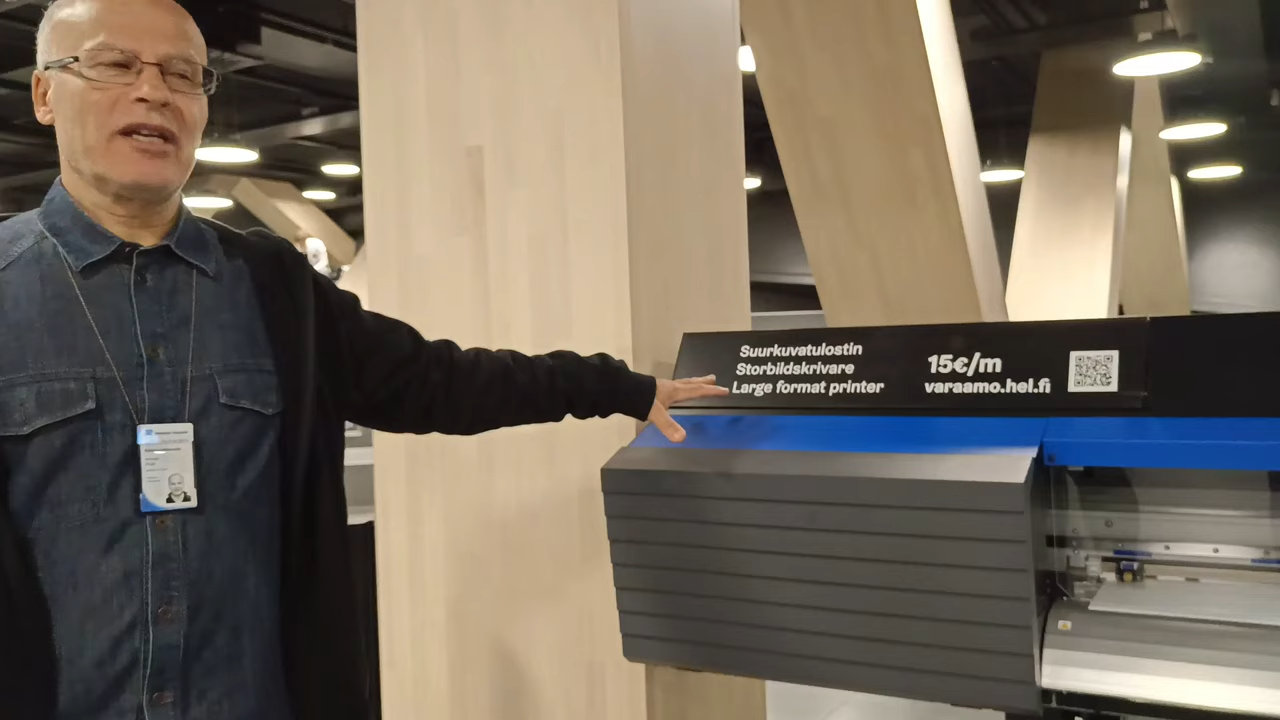 Suurkuvatulostin
Storbildskrivare
Large format printer
15€/m
varaamo.hel.fi